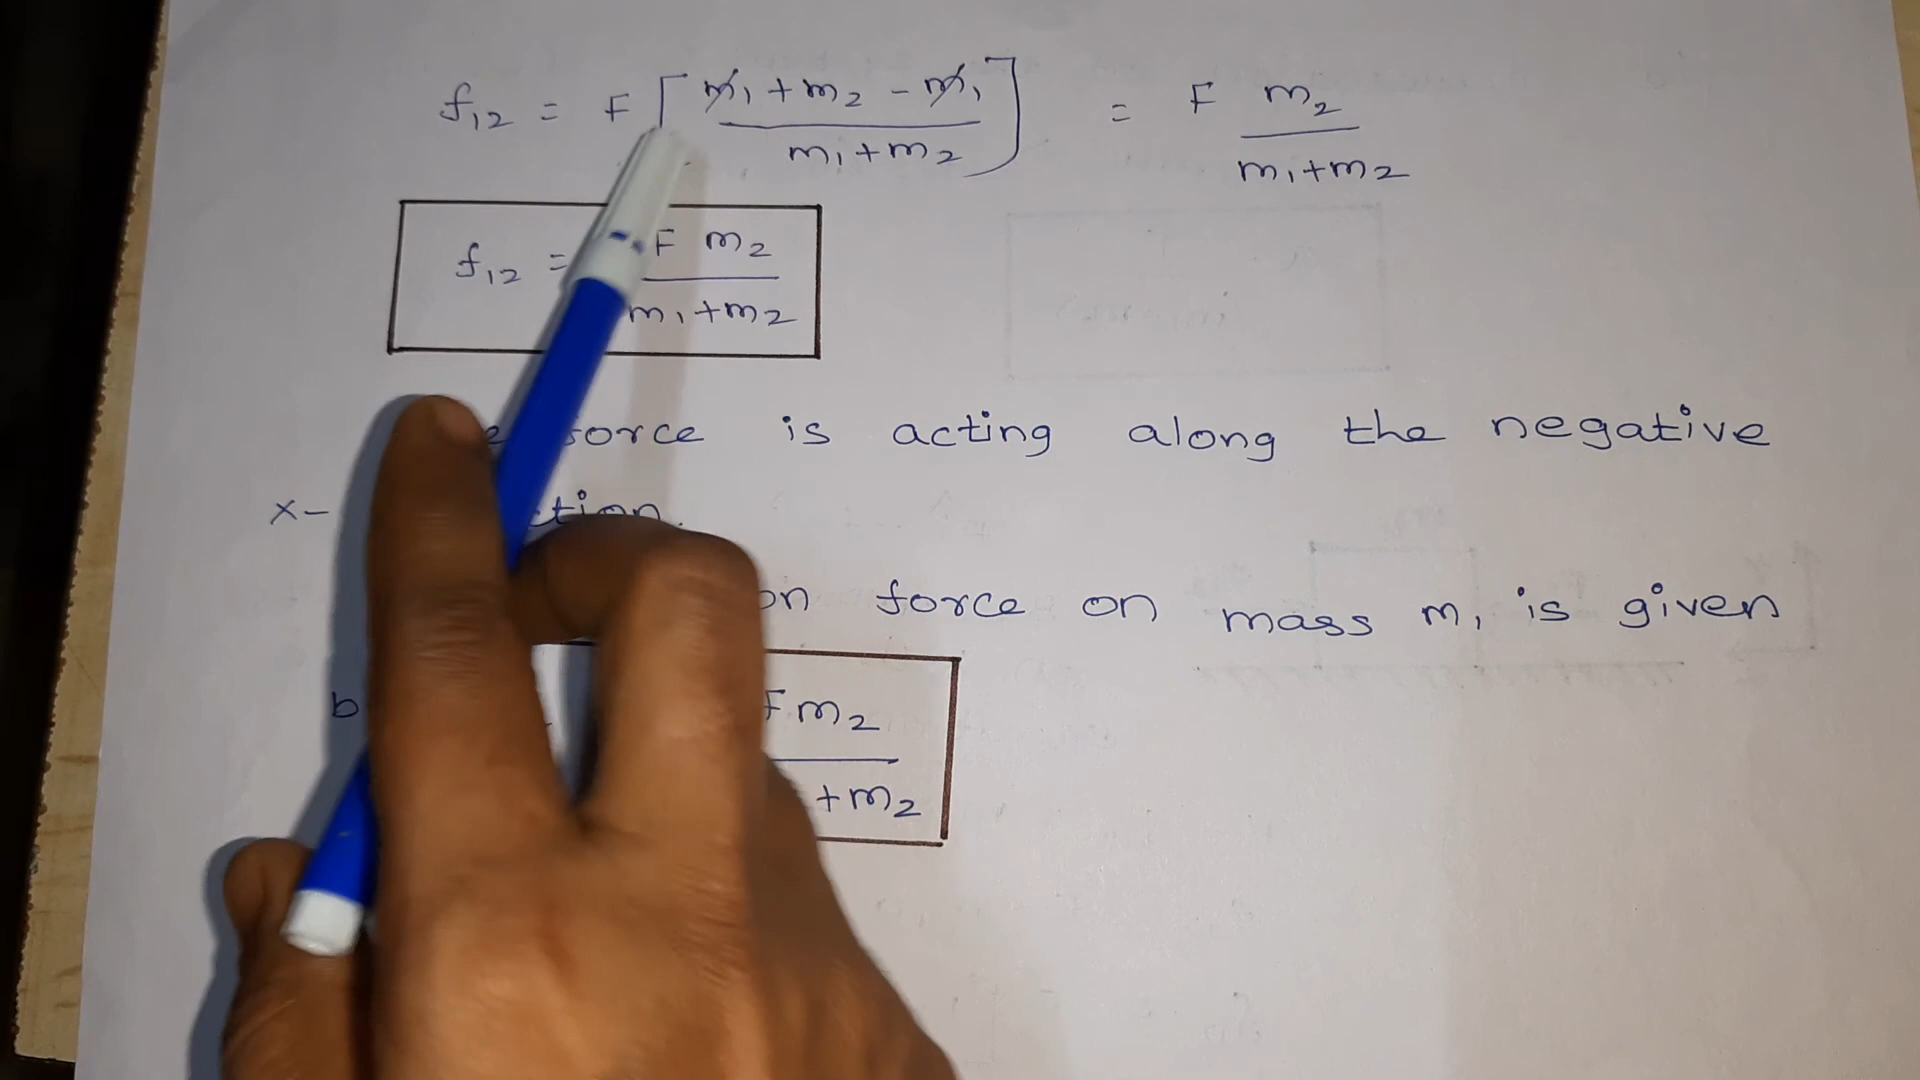 f₁₂ = F [ (m₁ + m₂ - m₁) / (m₁ + m₂) ] = F m₂ / (m₁ + m₂)
f₁₂ = F m₂ / m₁ + m₂
force is acting along the negative
x-
force on mass m₁ is given
F m₂
+ m₂